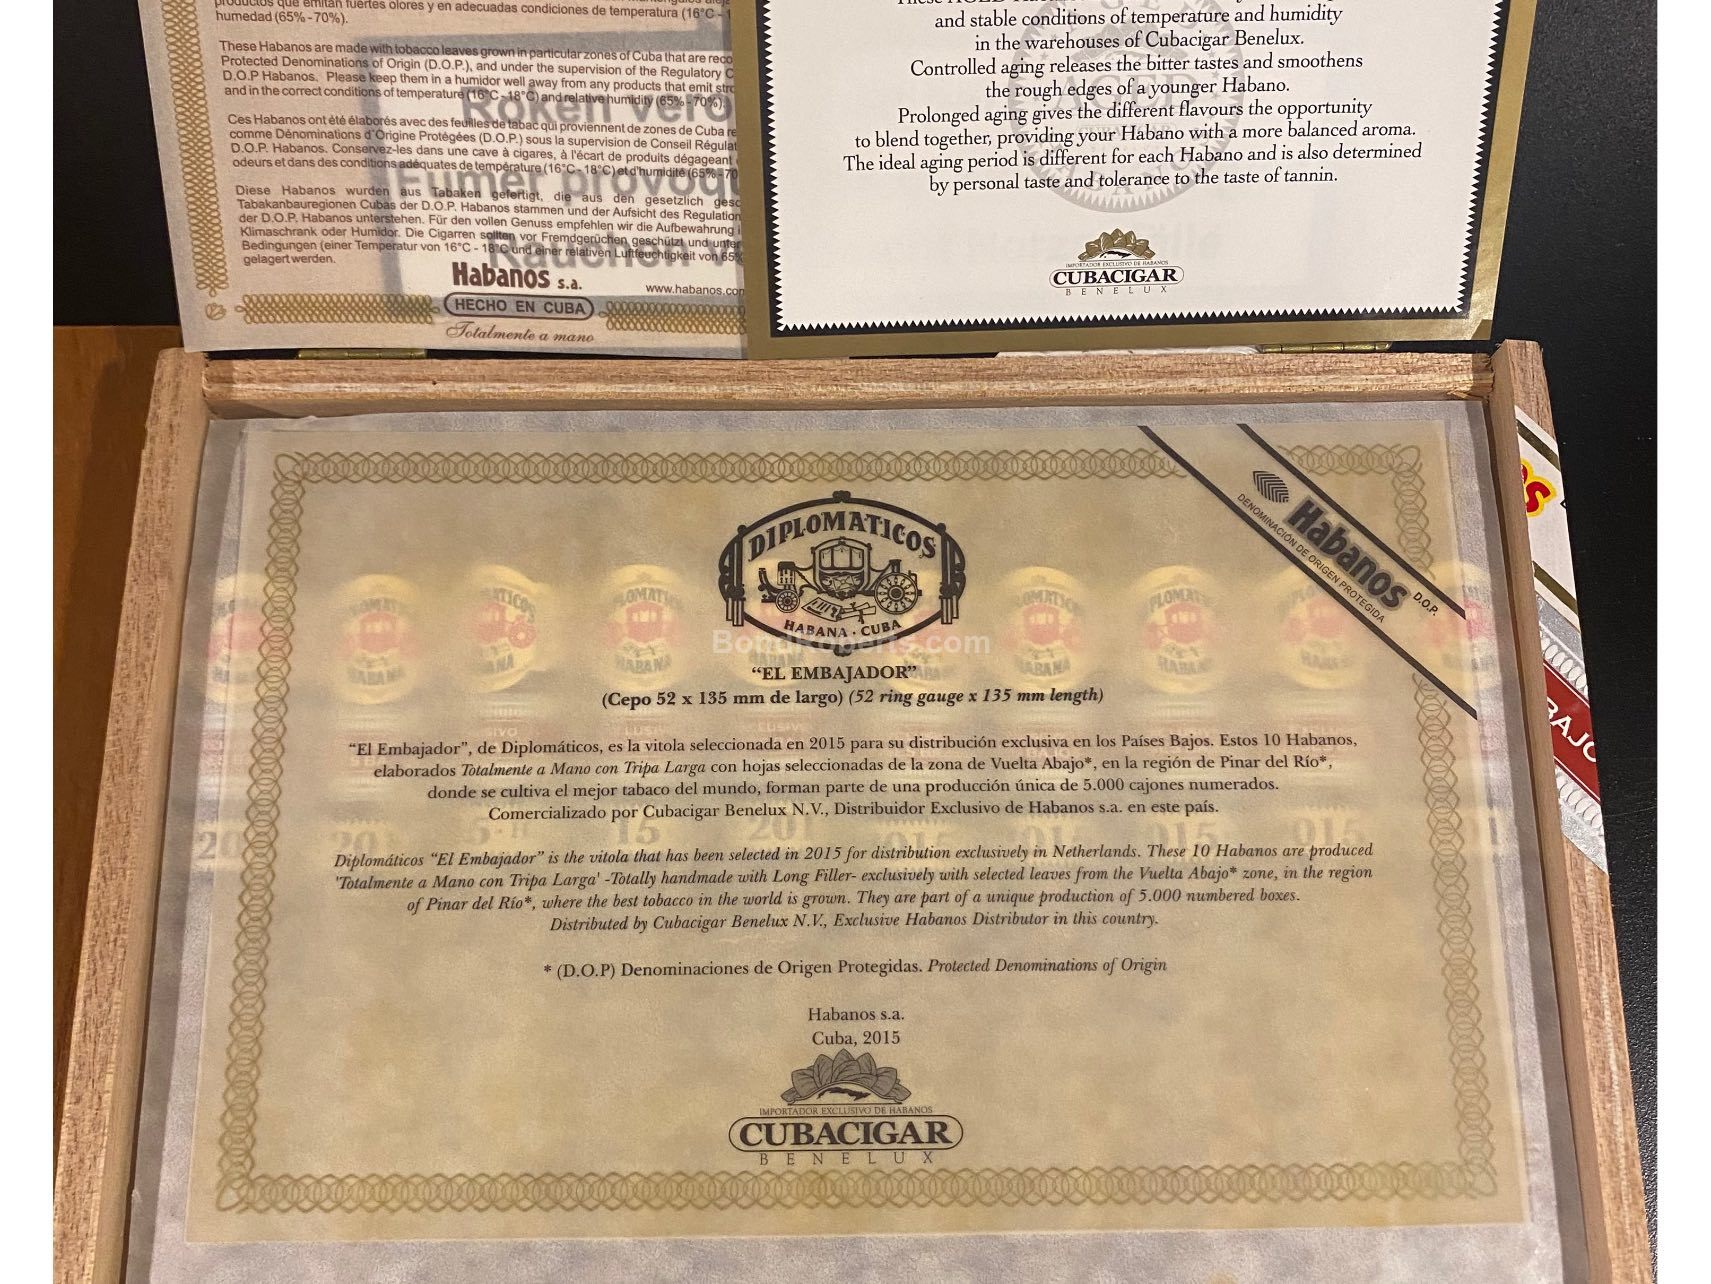 productos que emitan fuertes olores y en adecuadas condiciones de temperatura (16°C -
humedad (65% - 70%).
These Habanos are made with tobacco leaves grown in particular zones of Cuba that are
Protected Denominations of Origin (D.O.P.), and under the supervision of the Regulatory
D.O.P Habanos. Please keep them in a humidor well away from any products that emit
and in the correct conditions of temperature (16°C - 18°C) and relative humidity (65% - 70%).
Ces Habanos ont été élaborés avec des feuilles de tabac qui proviennent de zones de Cuba
comme Dénominations d'Origine Protégées (D.O.P.) sous la supervision de Conseil
D.O.P. Habanos. Conservez-les dans une cave à cigares, à l'écart de produits dégageant
odeurs et dans des conditions adéquates de température (16°C - 18°C) et d'humidité (65% - 70
Diese Habanos wurden aus Tabaken gefertigt, die aus den gesetzlich
Tabakanbauregionen Cubas der D.O.P. Habanos stammen und der Aufsicht des
der D.O.P. Habanos unterstehen. Für den vollen Genuss empfehlen wir die Aufbewahrung
Klimaschrank oder Humidor. Die Cigarren sollten vor Fremdgerüchen geschützt und
Bedingungen (einer Temperatur von 16°C - 18°C und einer relativen Luftfeuchtigkeit von 65%
gelagert werden.
Roken
Fumer
Rauchen
Habanos s.a.
www.habanos.com
HECHO EN CUBA
Totalmente a mano
and stable conditions of temperature and humidity
in the warehouses of Cubacigar Benelux.
Controlled aging releases the bitter tastes and smoothens
the rough edges of a younger Habano.
Prolonged aging gives the different flavours the opportunity
to blend together, providing your Habano with a more balanced aroma.
The ideal aging period is different for each Habano and is also determined
by personal taste and tolerance to the taste of tannin.
AGED
IMPORTADOR EXCLUSIVO DE HABANOS
CUBACIGAR
BENELUX
Habanos D.O.P.
DENOMINACIÓN DE ORIGEN PROTEGIDA
DIPLOMATICOS
HABANA · CUBA
BondRoberts.com
“EL EMBAJADOR”
(Cepo 52 x 135 mm de largo) (52 ring gauge x 135 mm length)
“El Embajador”, de Diplomáticos, es la vitola seleccionada en 2015 para su distribución exclusiva en los Países Bajos. Estos 10 Habanos,
elaborados Totalmente a Mano con Tripa Larga con hojas seleccionadas de la zona de Vuelta Abajo*, en la región de Pinar del Río*,
donde se cultiva el mejor tabaco del mundo, forman parte de una producción única de 5.000 cajones numerados.
Comercializado por Cubacigar Benelux N.V., Distribuidor Exclusivo de Habanos s.a. en este país.
Diplomáticos “El Embajador” is the vitola that has been selected in 2015 for distribution exclusively in Netherlands. These 10 Habanos are produced
'Totalmente a Mano con Tripa Larga' -Totally handmade with Long Filler- exclusively with selected leaves from the Vuelta Abajo* zone, in the region
of Pinar del Río*, where the best tobacco in the world is grown. They are part of a unique production of 5.000 numbered boxes.
Distributed by Cubacigar Benelux N.V., Exclusive Habanos Distributor in this country.
* (D.O.P) Denominaciones de Origen Protegidas. Protected Denominations of Origin
Habanos s.a.
Cuba, 2015
IMPORTADOR EXCLUSIVO DE HABANOS
CUBACIGAR
BENELUX